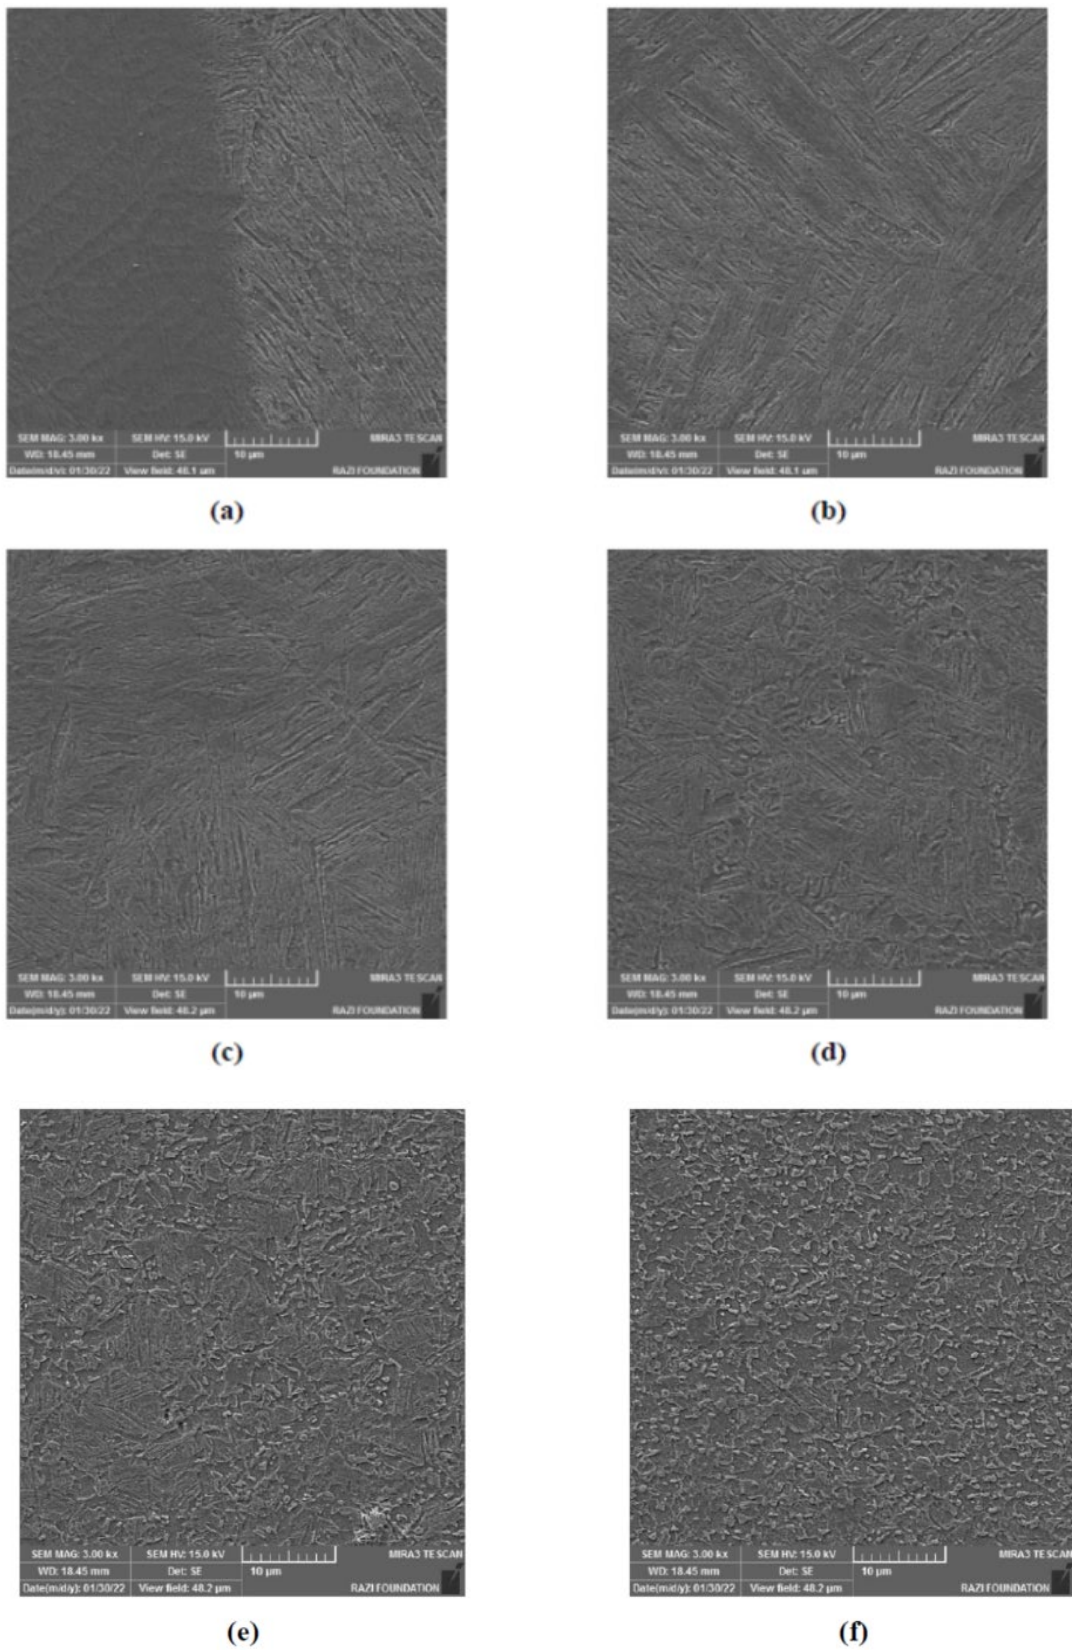 SEM MAG: 3.00 kx SEM HV: 15.0 kV MIRA3 TESCAN
WD: 18.45 mm Det: SE 10 µm
Date(m/d/y): 01/30/22 View field: 48.1 µm RAZI FOUNDATION
(a)
SEM MAG: 3.00 kx SEM HV: 15.0 kV MIRA3 TESCAN
WD: 18.45 mm Det: SE 10 µm
Date(m/d/y): 01/30/22 View field: 48.1 µm RAZI FOUNDATION
(b)
SEM MAG: 3.00 kx SEM HV: 15.0 kV MIRA3 TESCAN
WD: 18.45 mm Det: SE 10 µm
Date(m/d/y): 01/30/22 View field: 48.2 µm RAZI FOUNDATION
(c)
SEM MAG: 3.00 kx SEM HV: 15.0 kV MIRA3 TESCAN
WD: 18.45 mm Det: SE 10 µm
Date(m/d/y): 01/30/22 View field: 48.2 µm RAZI FOUNDATION
(d)
SEM MAG: 3.00 kx SEM HV: 15.0 kV MIRA3 TESCAN
WD: 18.45 mm Det: SE 10 µm
Date(m/d/y): 01/30/22 View field: 48.2 µm RAZI FOUNDATION
(e)
SEM MAG: 3.00 kx SEM HV: 15.0 kV MIRA3 TESCAN
WD: 18.45 mm Det: SE 10 µm
Date(m/d/y): 01/30/22 View field: 48.2 µm RAZI FOUNDATION
(f)